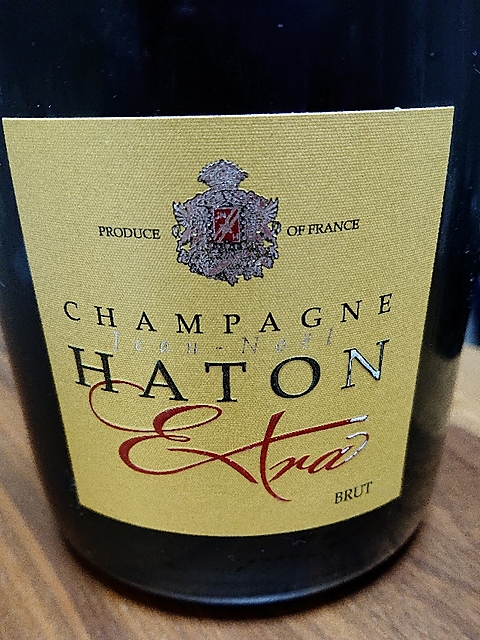 PRODUCE OF FRANCE
CHAMPAGNE
Jean-Noël
HATON
Extra
BRUT